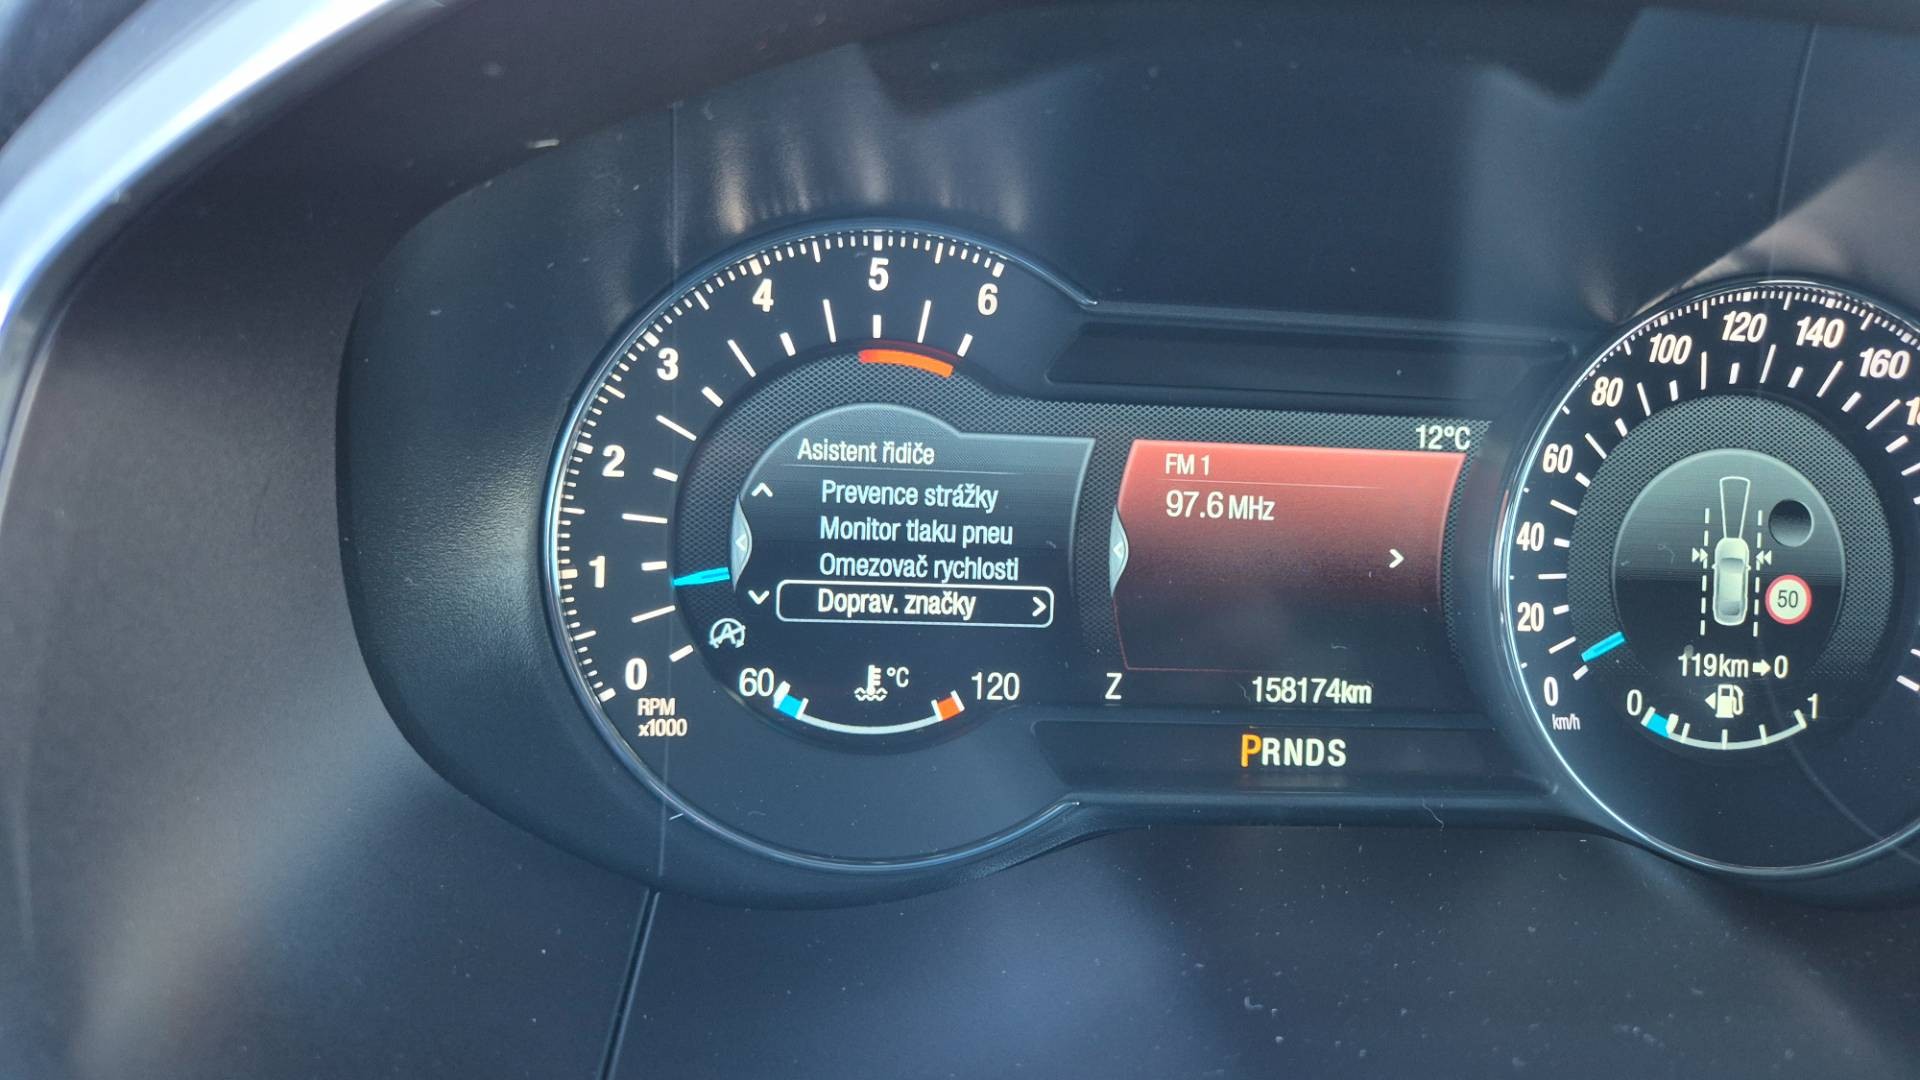 0
1
2
3
4
5
6
RPM
x1000
Asistent řidiče
Prevence strážky
Monitor tlaku pneu
Omezovač rychlosti
Doprav. značky
60
°C
120
12°C
FM 1
97.6 MHz
Z
158174km
PRNDS
0
20
40
60
80
100
120
140
160
km/h
50
119km→0
0
1